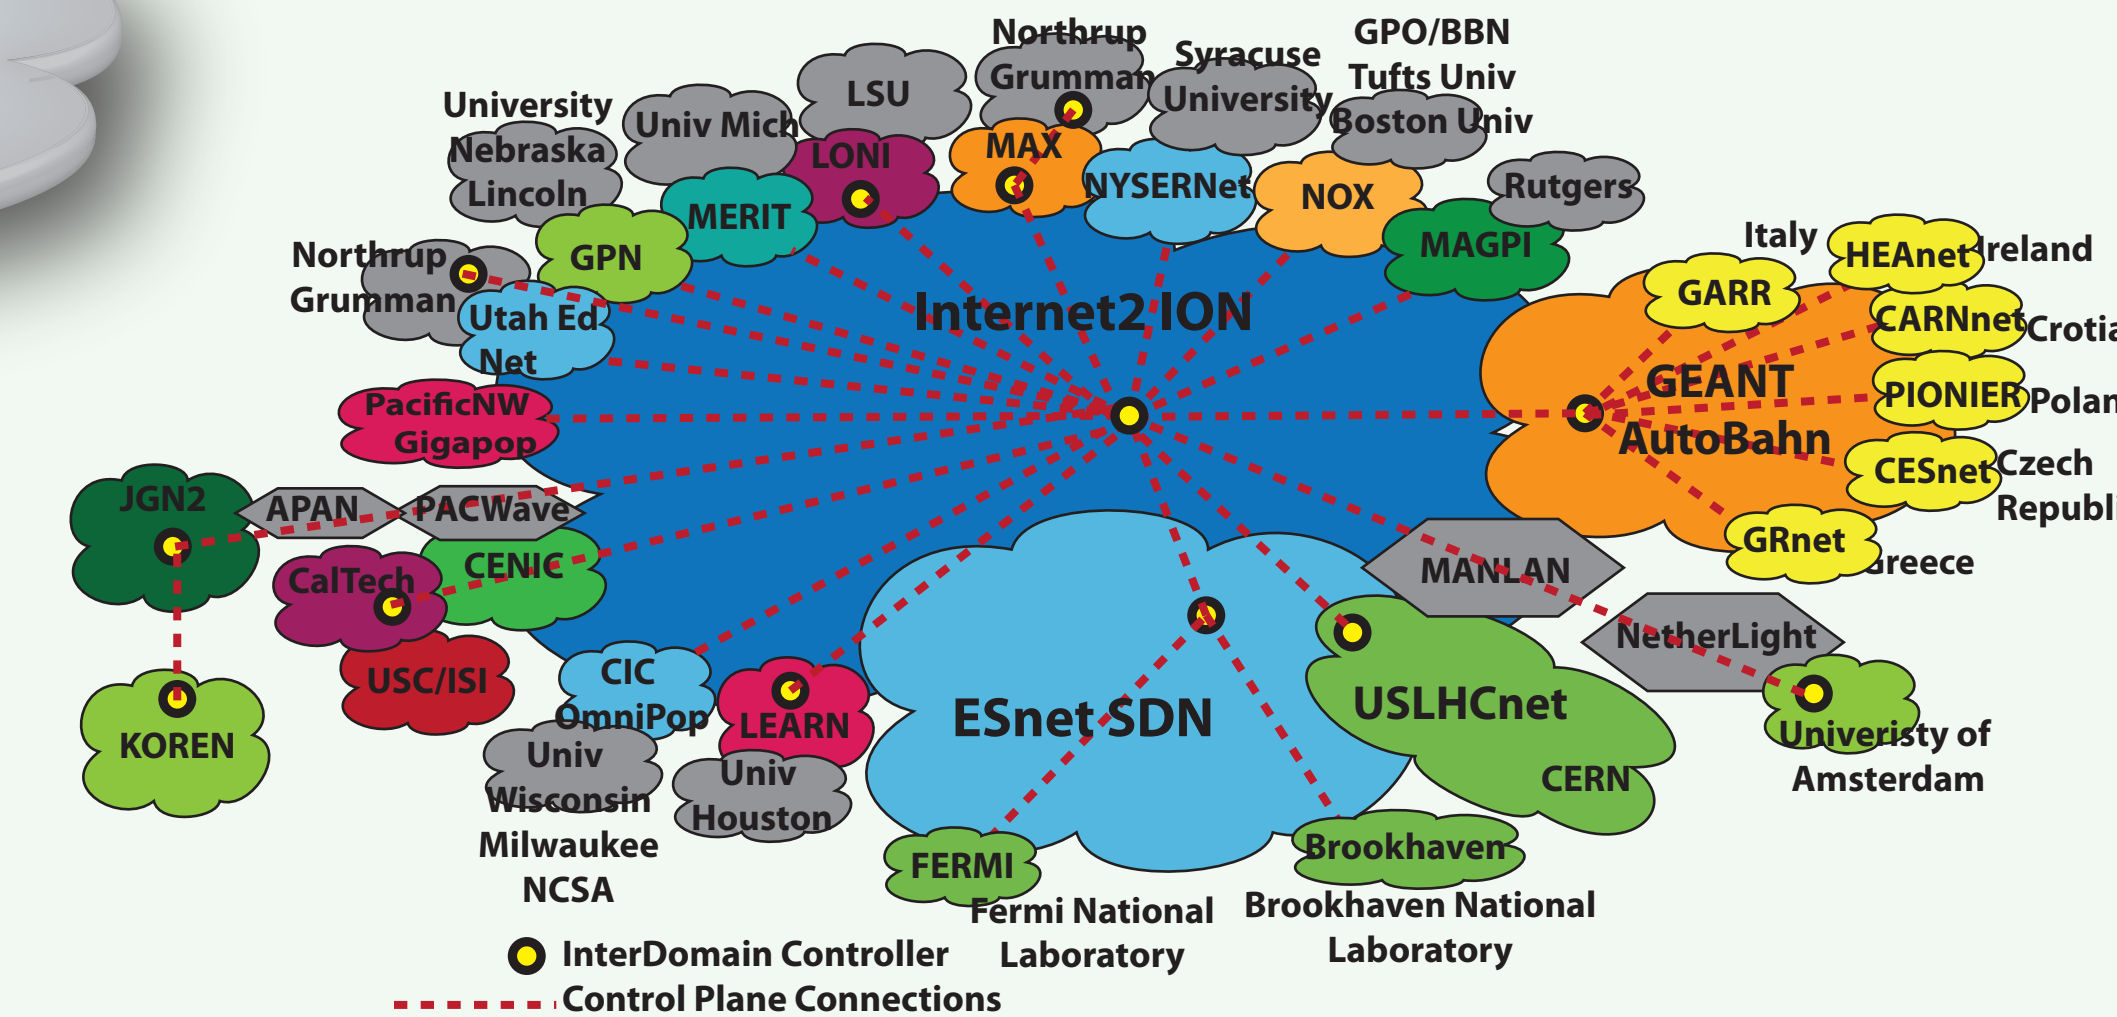 Northrup
Grumman
Syracuse
University
GPO/BBN
Tufts Univ
Boston Univ
LSU
Univ Mich
University
Nebraska
Lincoln
LONI
MAX
NYSERNet
NOX
Rutgers
MERIT
MAGPI
GPN
Northrup
Grumman
Utah Ed
Net
Internet2 ION
Italy
GARR
HEAnet
Ireland
CARNnet
Crotia
GEANT
AutoBahn
PIONIER
Polan
CESnet
Czech
Republi
GRnet
Greece
PacificNW
Gigapop
JGN2
APAN
PACWave
CalTech
CENIC
MANLAN
NetherLight
USC/ISI
KOREN
CIC
OmniPop
LEARN
Univ
Wisconsin
Milwaukee
NCSA
Univ
Houston
ESnet SDN
USLHCnet
CERN
Univeristy of
Amsterdam
FERMI
Fermi National
Laboratory
Brookhaven
Brookhaven National
Laboratory
InterDomain Controller
Control Plane Connections